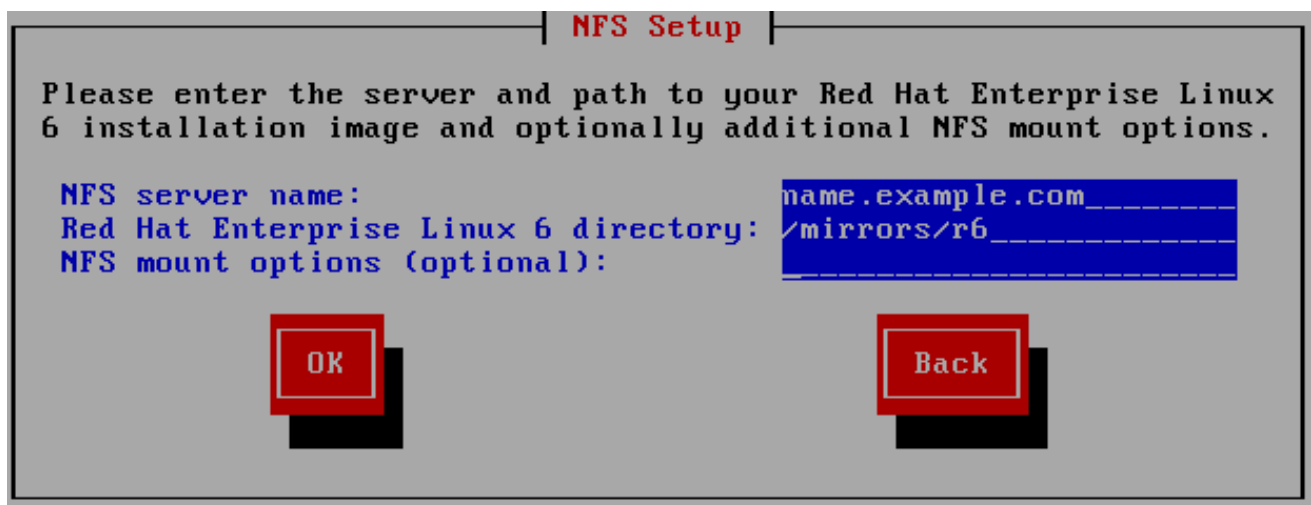 NFS Setup
Please enter the server and path to your Red Hat Enterprise Linux
6 installation image and optionally additional NFS mount options.
NFS server name: name.example.com
Red Hat Enterprise Linux 6 directory: /mirrors/r6
NFS mount options (optional):
OK Back